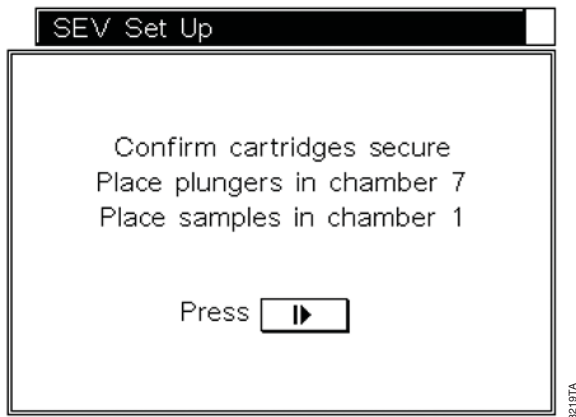 SEV Set Up
Confirm cartridges secure
Place plungers in chamber 7
Place samples in chamber 1
Press
3219TA